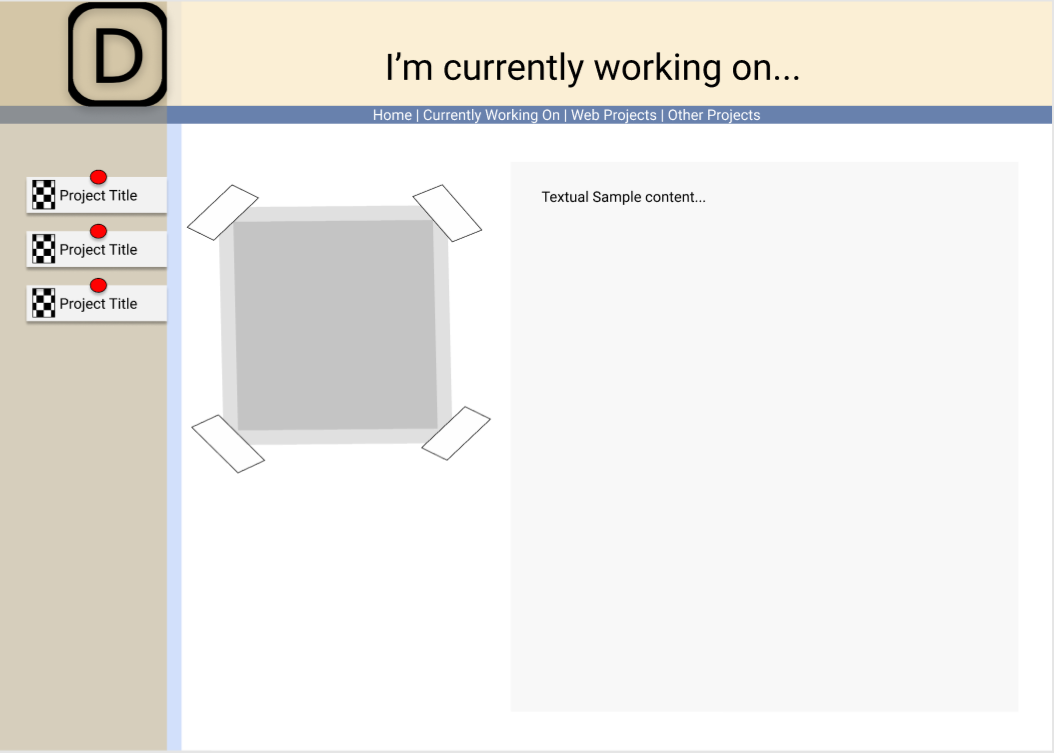 D
I’m currently working on...
Home | Currently Working On | Web Projects | Other Projects
Project Title
Project Title
Project Title
Textual Sample content...